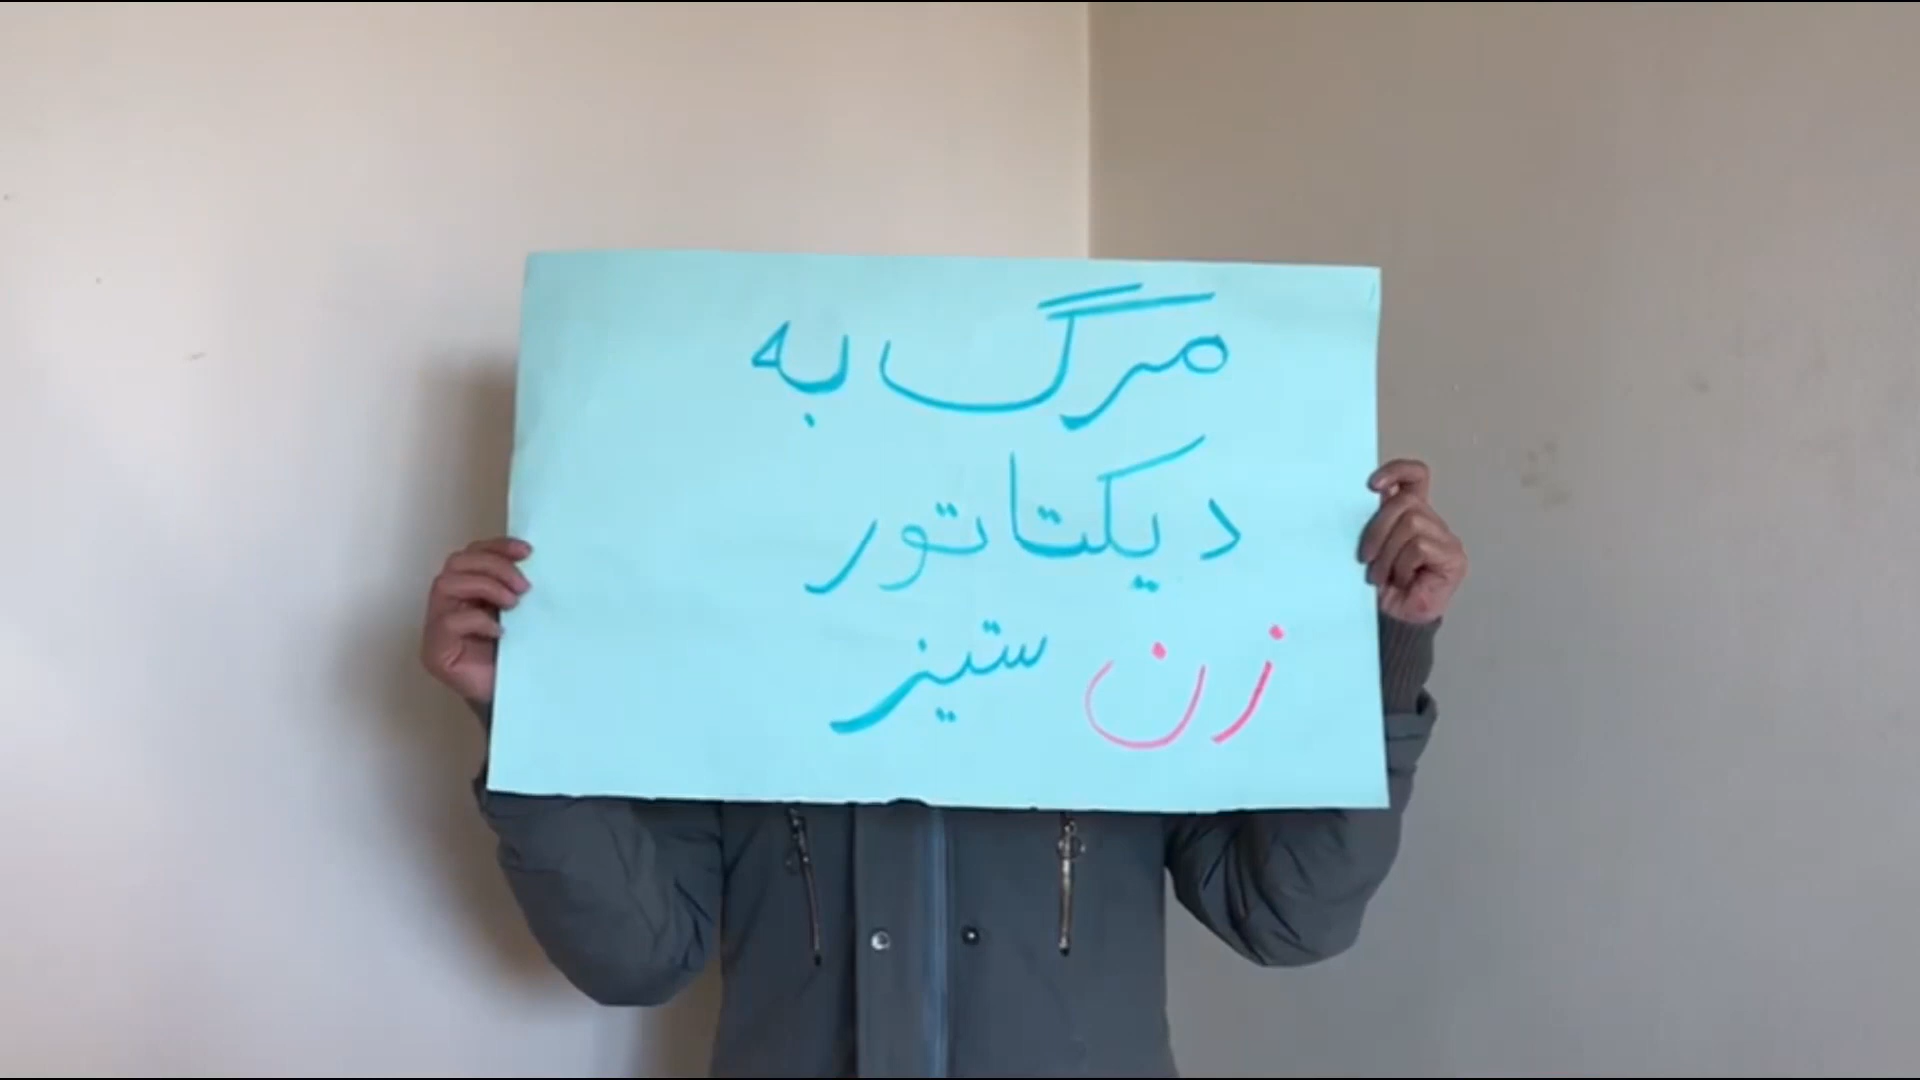 مرگ به
دیکتاتور
زن ستیز